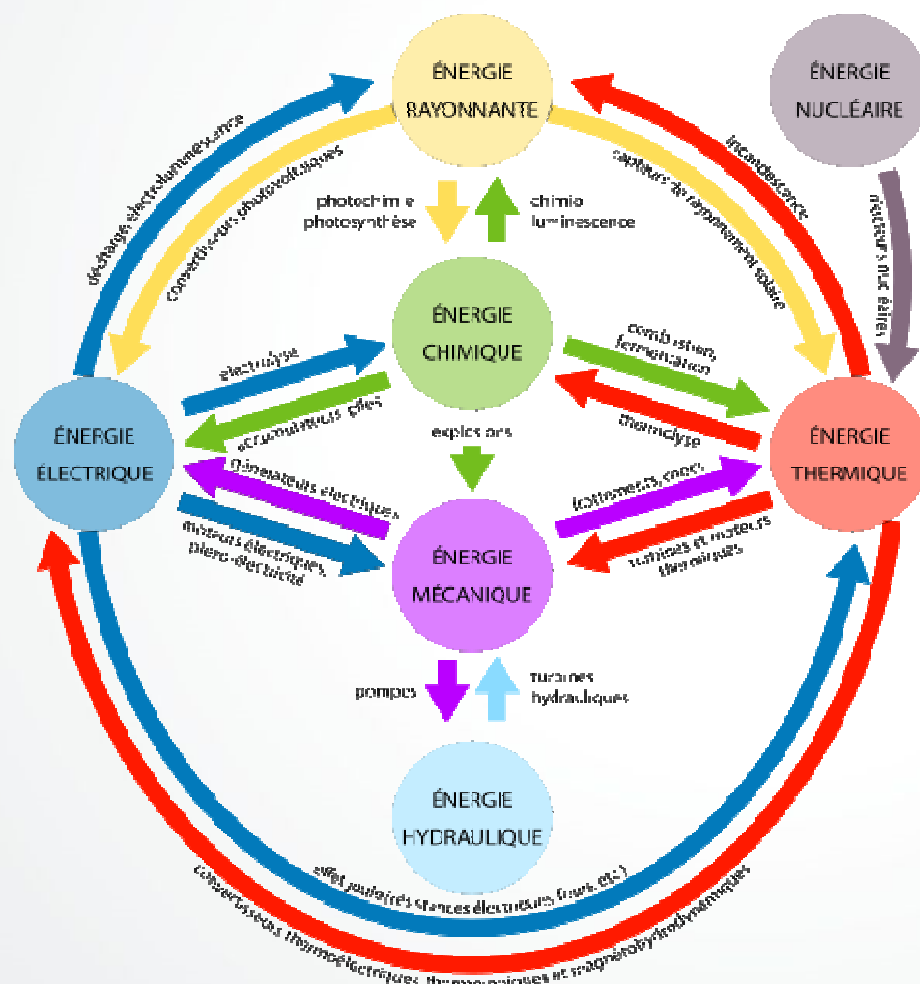 ÉNERGIE
RAYONNANTE
ÉNERGIE
NUCLÉAIRE
décharge électroluminescence
convertisseurs photovoltaïques
photochimie
photosynthèse
chimio
luminescence
capteurs de rayonnement solaire
incandescence
réacteurs nucléaires
ÉNERGIE
CHIMIQUE
électrolyse
accumulateurs, piles
combustion,
fermentation
thermolyse
explosions
ÉNERGIE
ÉLECTRIQUE
ÉNERGIE
THERMIQUE
générateurs électriques
moteurs électriques,
piézo-électricité
frottements,
turbines et moteurs
thermiques
ÉNERGIE
MÉCANIQUE
pompes
turbines
hydrauliques
ÉNERGIE
HYDRAULIQUE
effet joule (résistances électriques, fours, etc.)
convertisseurs thermoélectriques, thermoïoniques et magnétohydrodynamiques